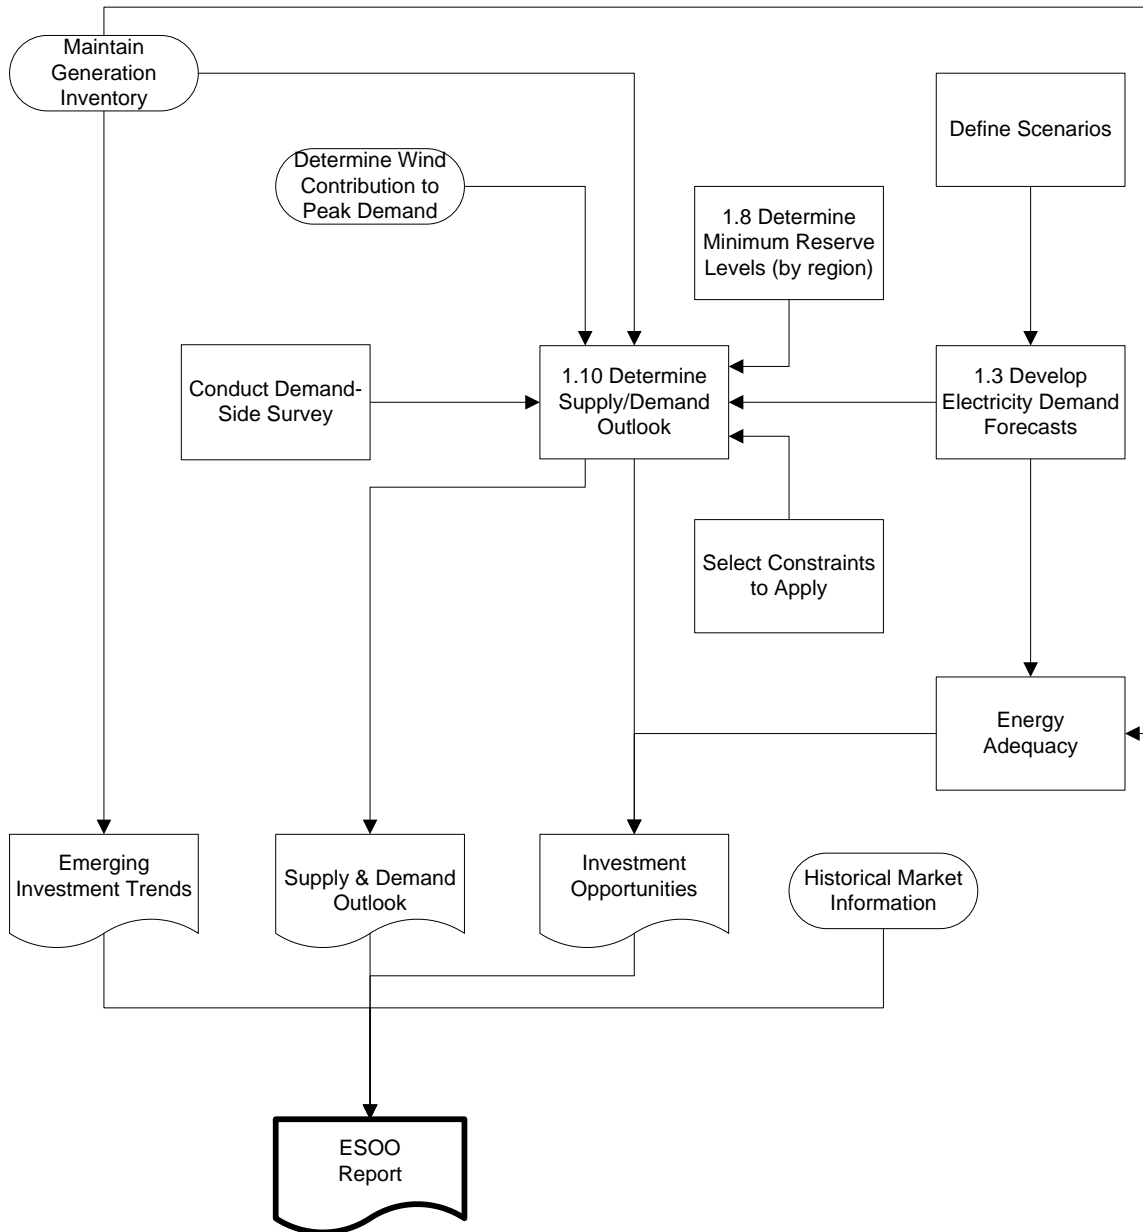 Maintain
Generation
Inventory
Define Scenarios
Determine Wind
Contribution to
Peak Demand
1.8 Determine
Minimum Reserve
Levels (by region)
Conduct Demand-
Side Survey
1.10 Determine
Supply/Demand
Outlook
1.3 Develop
Electricity Demand
Forecasts
Select Constraints
to Apply
Energy
Adequacy
Emerging
Investment Trends
Supply & Demand
Outlook
Investment
Opportunities
Historical Market
Information
ESOO
Report